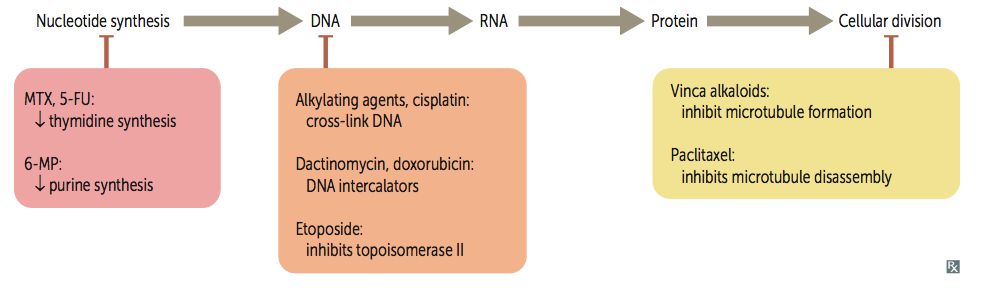 Nucleotide synthesis DNA RNA Protein Cellular division
MTX, 5-FU:
↓ thymidine synthesis
6-MP:
↓ purine synthesis
Alkylating agents, cisplatin:
cross-link DNA
Dactinomycin, doxorubicin:
DNA intercalators
Etoposide:
inhibits topoisomerase II
Vinca alkaloids:
inhibit microtubule formation
Paclitaxel:
inhibits microtubule disassembly
Rx